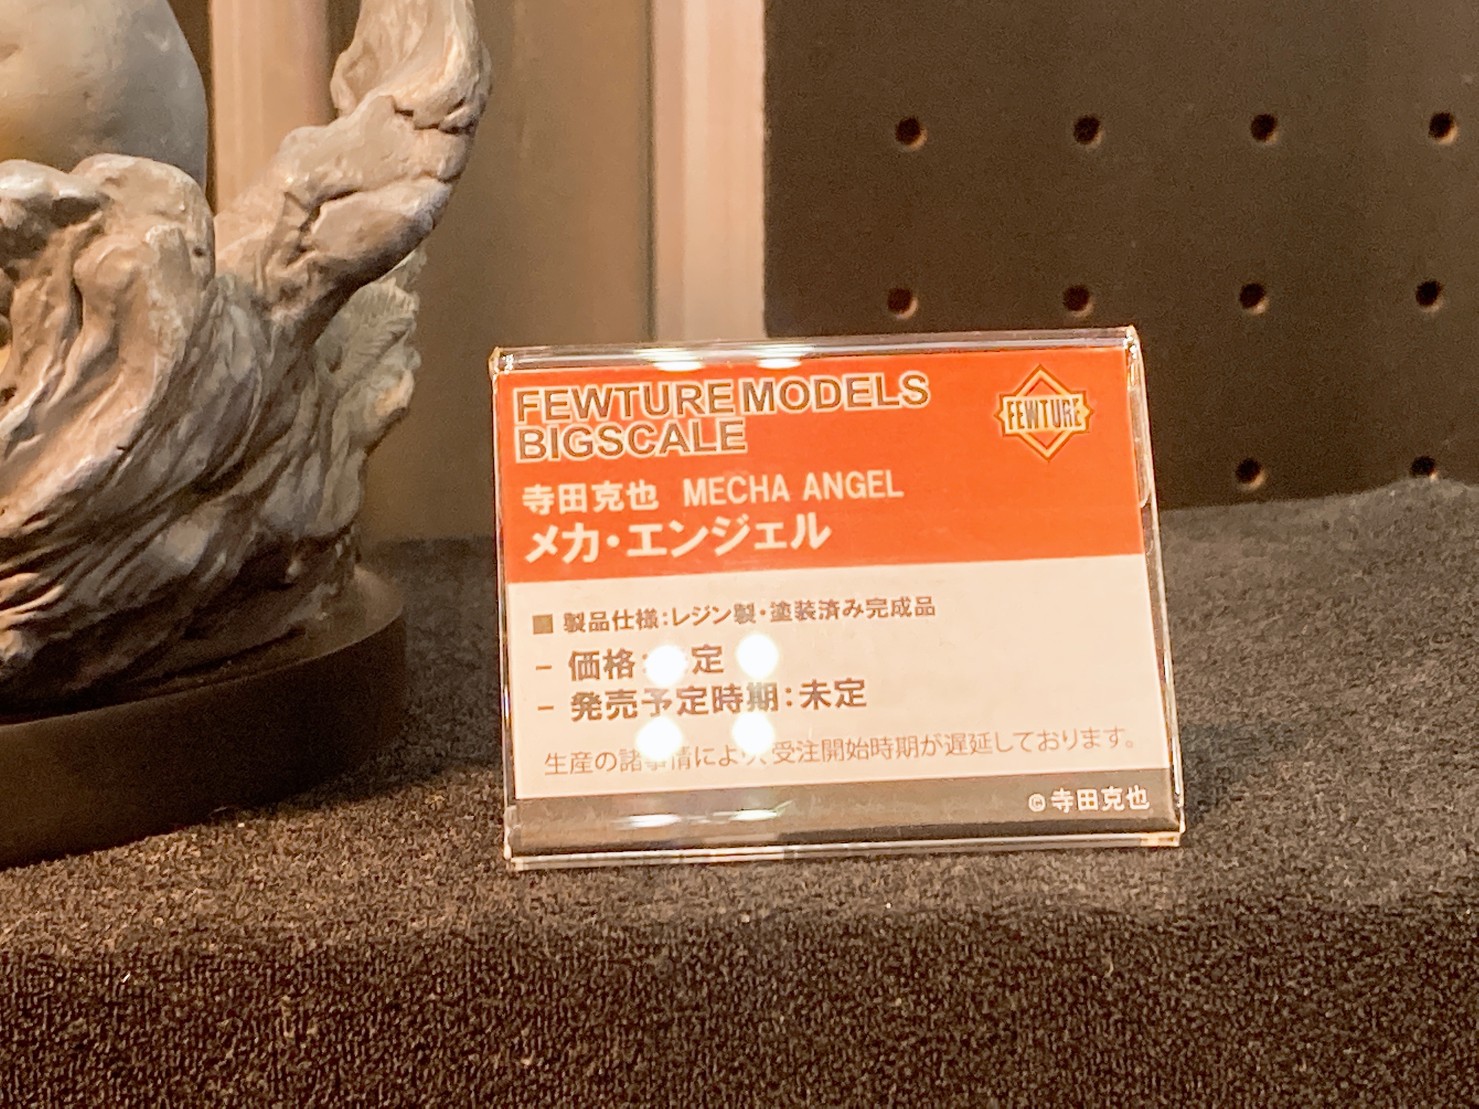 FEWTURE MODELS
BIGSCALE
FEWTURE
寺田克也 MECHA ANGEL
メカ・エンジェル
■ 製品仕様:レジン製・塗装済み完成品
– 価格: 定
– 発売予定時期:未定
生産の諸事情により、受注開始時期が遅延しております。
©寺田克也